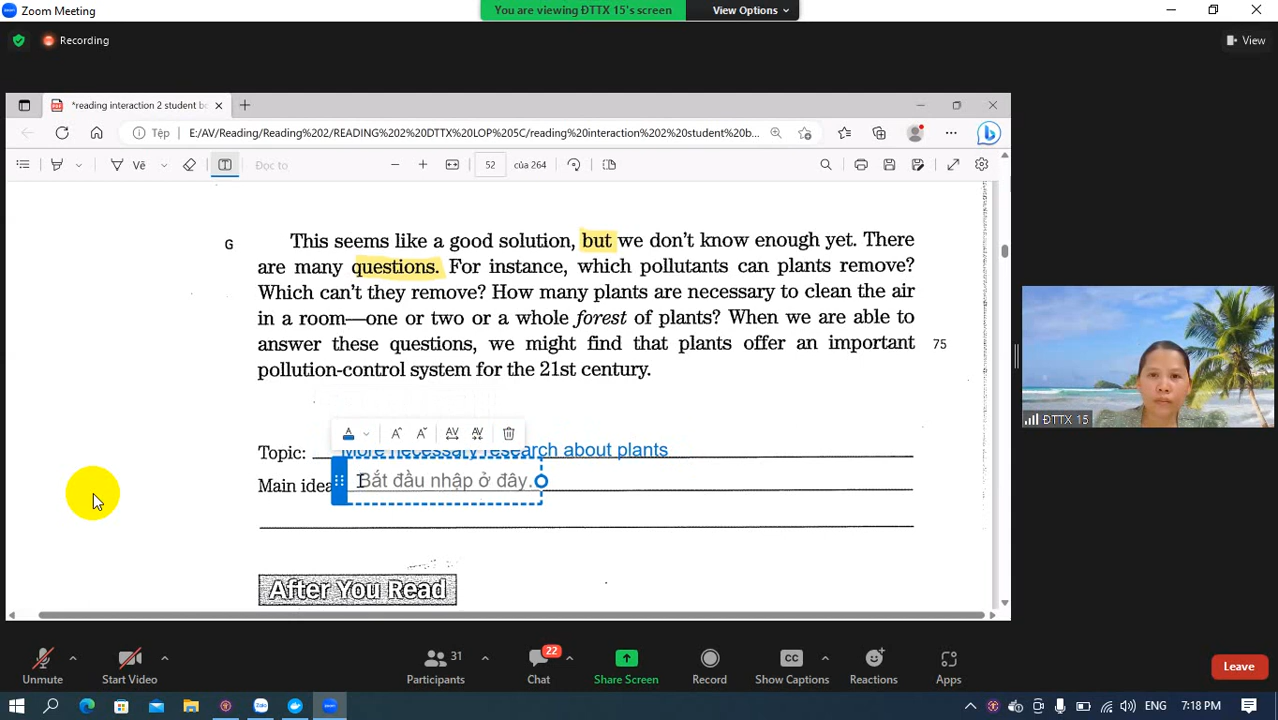 Zoom Meeting
You are viewing ĐTTX 15's screen
View Options
Recording
View
*reading interaction 2 student bo
Tệp
E:/AV/Reading/Reading%202/READING%202%20DTTX%20LOP%205C/reading%20interaction%202%20student%20b...
Vẽ
Đọc to
52
của 264
G
This seems like a good solution, but we don't know enough yet. There
are many questions. For instance, which pollutants can plants remove?
Which can't they remove? How many plants are necessary to clean the air
in a room—one or two or a whole forest of plants? When we are able to
answer these questions, we might find that plants offer an important
75
pollution-control system for the 21st century.
Topic: More necessary research about plants
Main idea
Bắt đầu nhập ở đây.
After You Read
ĐTTX 15
Unmute
Start Video
31
Participants
22
Chat
Share Screen
Record
CC
Show Captions
Reactions
Apps
Leave
ENG
7:18 PM